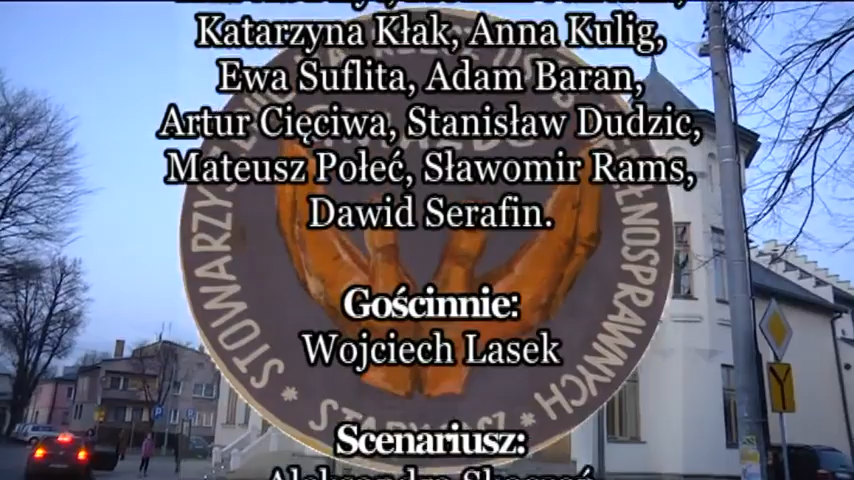 Katarzyna Kłak, Anna Kulig,
Ewa Suflita, Adam Baran,
Artur Cięciwa, Stanisław Dudzic,
Mateusz Połeć, Sławomir Rams,
Dawid Serafin.
Gościnnie:
Wojciech Lasek
Scenariusz:
STOWARZYSZ